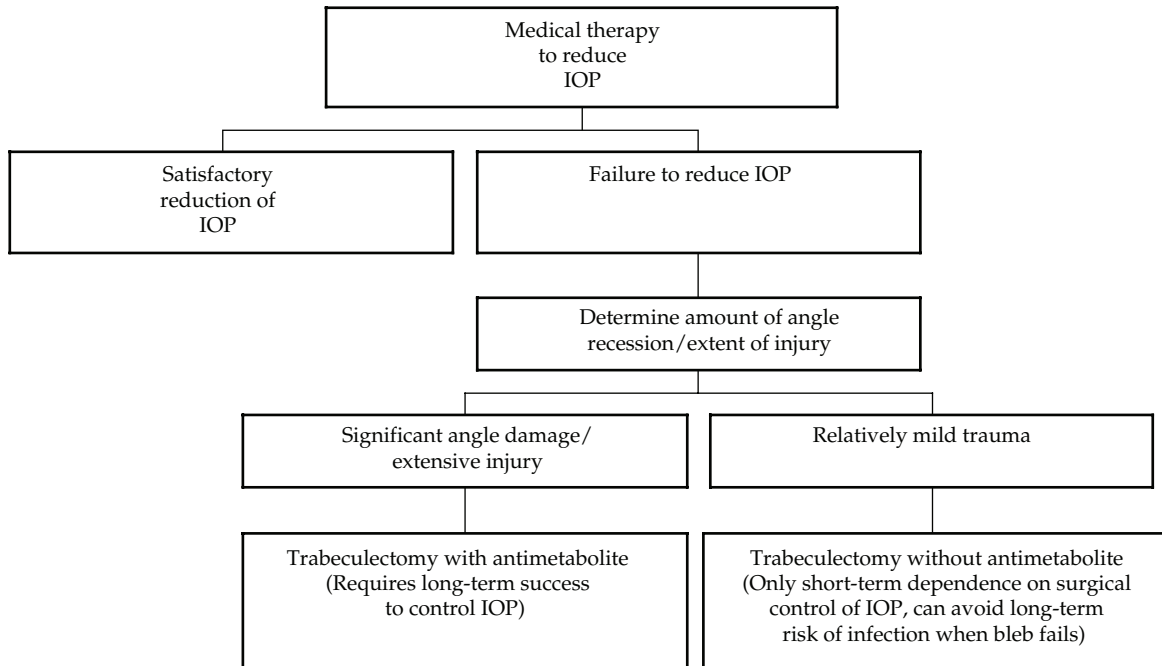 Medical therapy
to reduce
IOP
Satisfactory
reduction of
IOP
Failure to reduce IOP
Determine amount of angle
recession/extent of injury
Significant angle damage/
extensive injury
Relatively mild trauma
Trabeculectomy with antimetabolite
(Requires long-term success
to control IOP)
Trabeculectomy without antimetabolite
(Only short-term dependence on surgical
control of IOP, can avoid long-term
risk of infection when bleb fails)